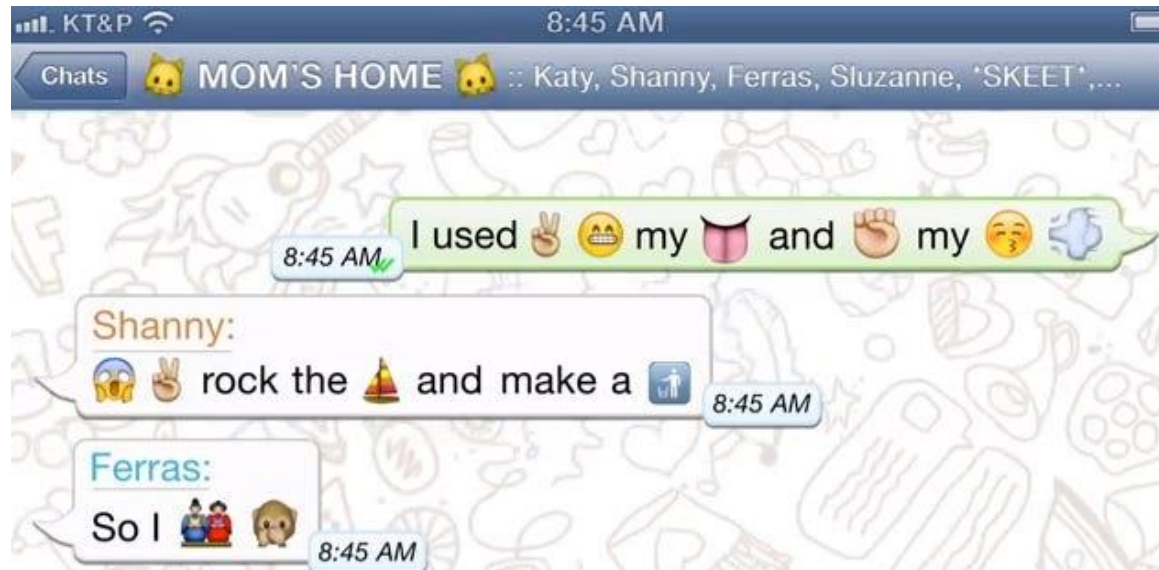 KT&P 8:45 AM
Chats 🐱 MOM'S HOME 🐱 :: Katy, Shanny, Ferras, Sluzanne, *SKEET*,...
I used ✌ 😁 my 👅 and ✊ my 😚 💨
8:45 AM
Shanny:
😱 ✌ rock the ⛵ and make a 🚮
8:45 AM
Ferras:
So I 🎎 🙊
8:45 AM